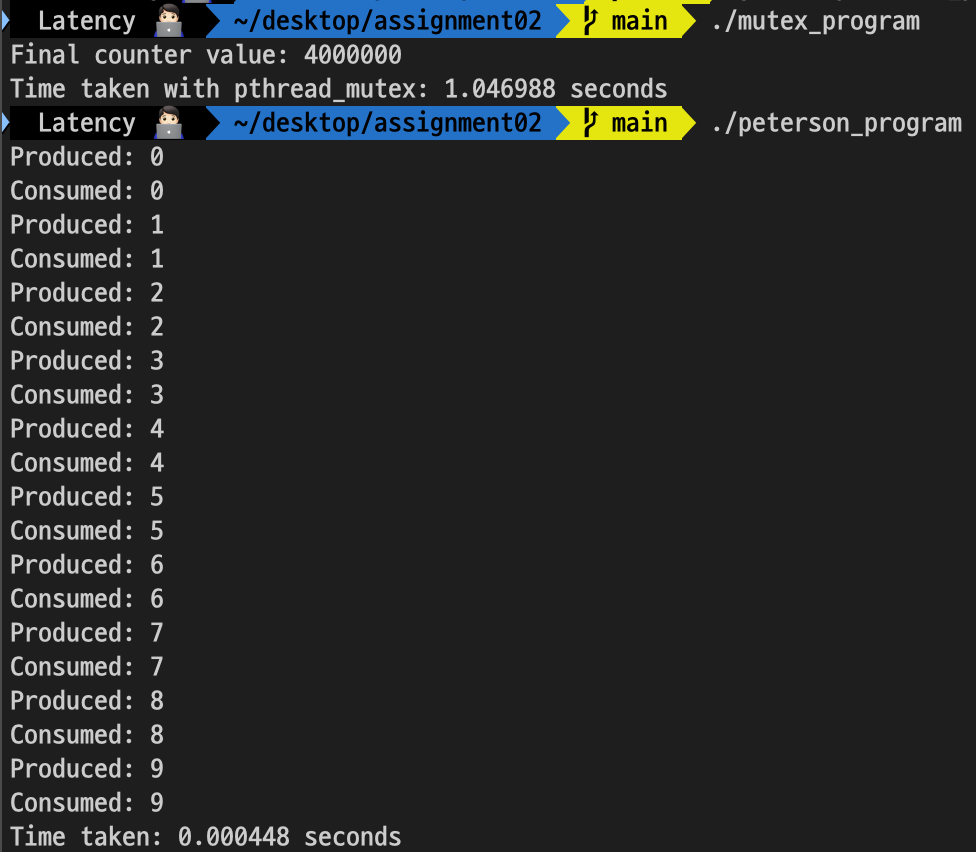 Latency ~/desktop/assignment02 main ./mutex_program
Final counter value: 4000000
Time taken with pthread_mutex: 1.046988 seconds
Latency ~/desktop/assignment02 main ./peterson_program
Produced: 0
Consumed: 0
Produced: 1
Consumed: 1
Produced: 2
Consumed: 2
Produced: 3
Consumed: 3
Produced: 4
Consumed: 4
Produced: 5
Consumed: 5
Produced: 6
Consumed: 6
Produced: 7
Consumed: 7
Produced: 8
Consumed: 8
Produced: 9
Consumed: 9
Time taken: 0.000448 seconds